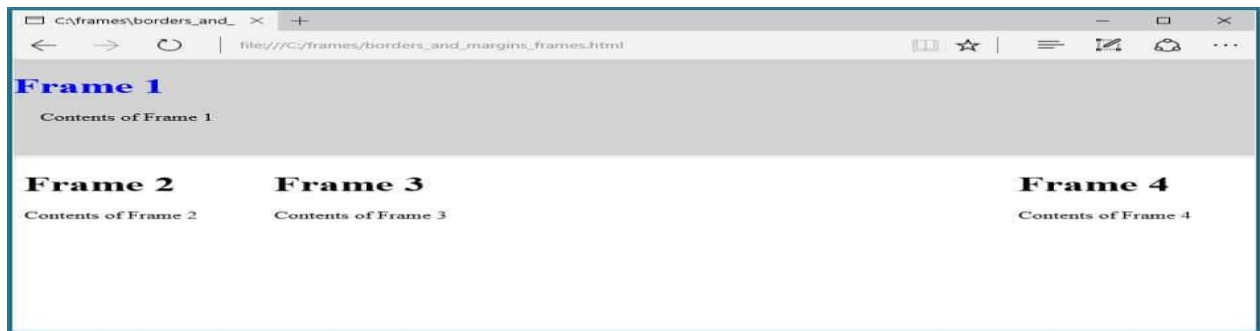 C:\frames\borders_and_
file:///C:/frames/borders_and_margins_frames.html
Frame 1
Contents of Frame 1
Frame 2 Frame 3 Frame 4
Contents of Frame 2 Contents of Frame 3 Contents of Frame 4